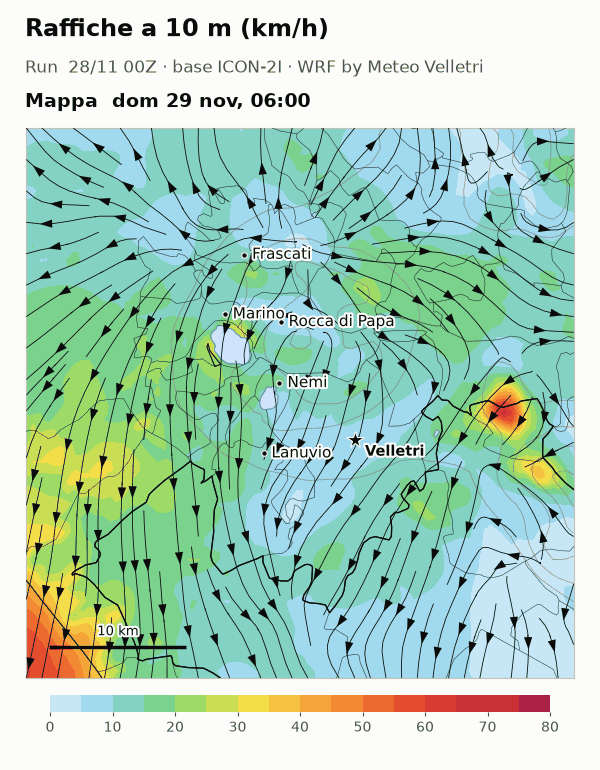 Raffiche a 10 m (km/h)
Run 28/11 00Z · base ICON-2I · WRF by Meteo Velletri
Mappa dom 29 nov, 06:00
Frascati
Marino
Rocca di Papa
Nemi
Velletri
Lanuvio
10 km
0 10 20 30 40 50 60 70 80